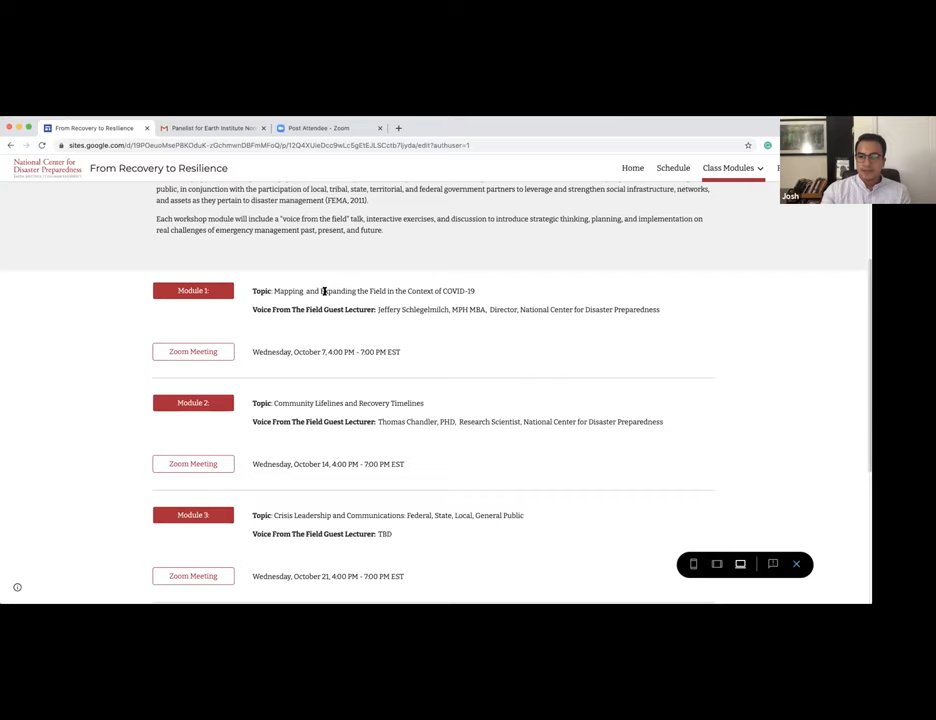 From Recovery to Resilience
Panelist for Earth Institute Non
Post Attendee - Zoom
sites.google.com/d/19POeuoMseP8KOduK-zGchmwnDBFmMFoQ/p/12Q4XUieDcc9wLc5gEtEJLSCctb7Ijyda/edit?authuser=1
National Center for
Disaster Preparedness
From Recovery to Resilience
Home Schedule Class Modules
Josh
public, in conjunction with the participation of local, tribal, state, territorial, and federal government partners to leverage and strengthen social infrastructure, networks,
and assets as they pertain to disaster management (FEMA, 2011).
Each workshop module will include a "voice from the field" talk, interactive exercises, and discussion to introduce strategic thinking, planning, and implementation on
real challenges of emergency management past, present, and future.
Module 1:
Topic: Mapping and Expanding the Field in the Context of COVID-19
Voice From The Field Guest Lecturer: Jeffery Schlegelmilch, MPH MBA, Director, National Center for Disaster Preparedness
Zoom Meeting
Wednesday, October 7, 4:00 PM - 7:00 PM EST
Module 2:
Topic: Community Lifelines and Recovery Timelines
Voice From The Field Guest Lecturer: Thomas Chandler, PHD, Research Scientist, National Center for Disaster Preparedness
Zoom Meeting
Wednesday, October 14, 4:00 PM - 7:00 PM EST
Module 3:
Topic: Crisis Leadership and Communications: Federal, State, Local, General Public
Voice From The Field Guest Lecturer: TBD
Zoom Meeting
Wednesday, October 21, 4:00 PM - 7:00 PM EST